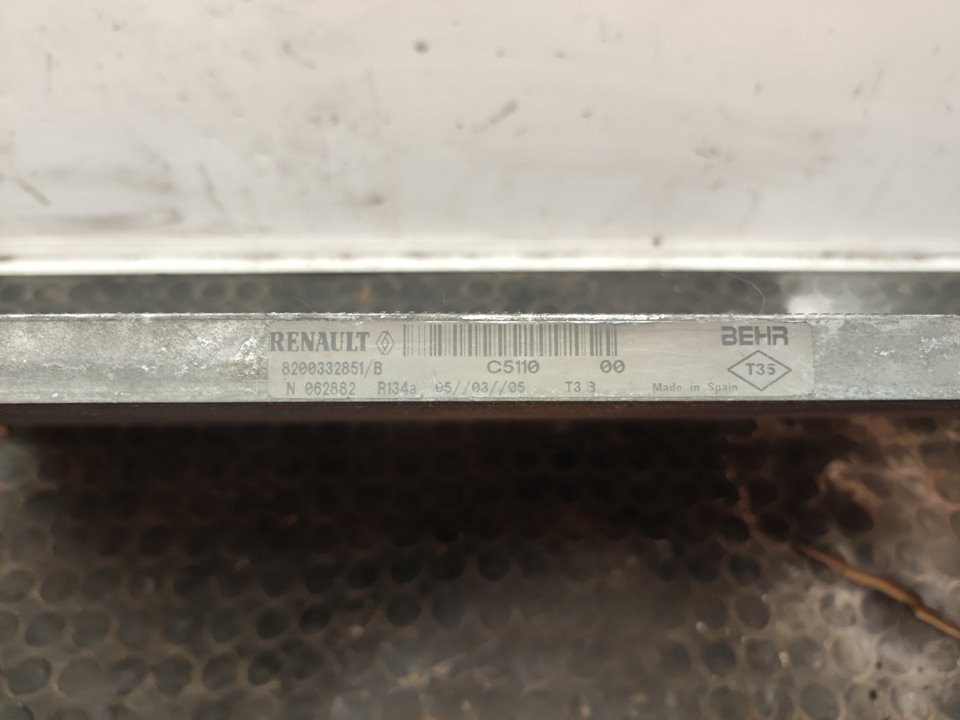 RENAULT BEHR
8200332851/B C5110 00 T35
N 062882 R134a 05//03//05 T3 B Made in Spain